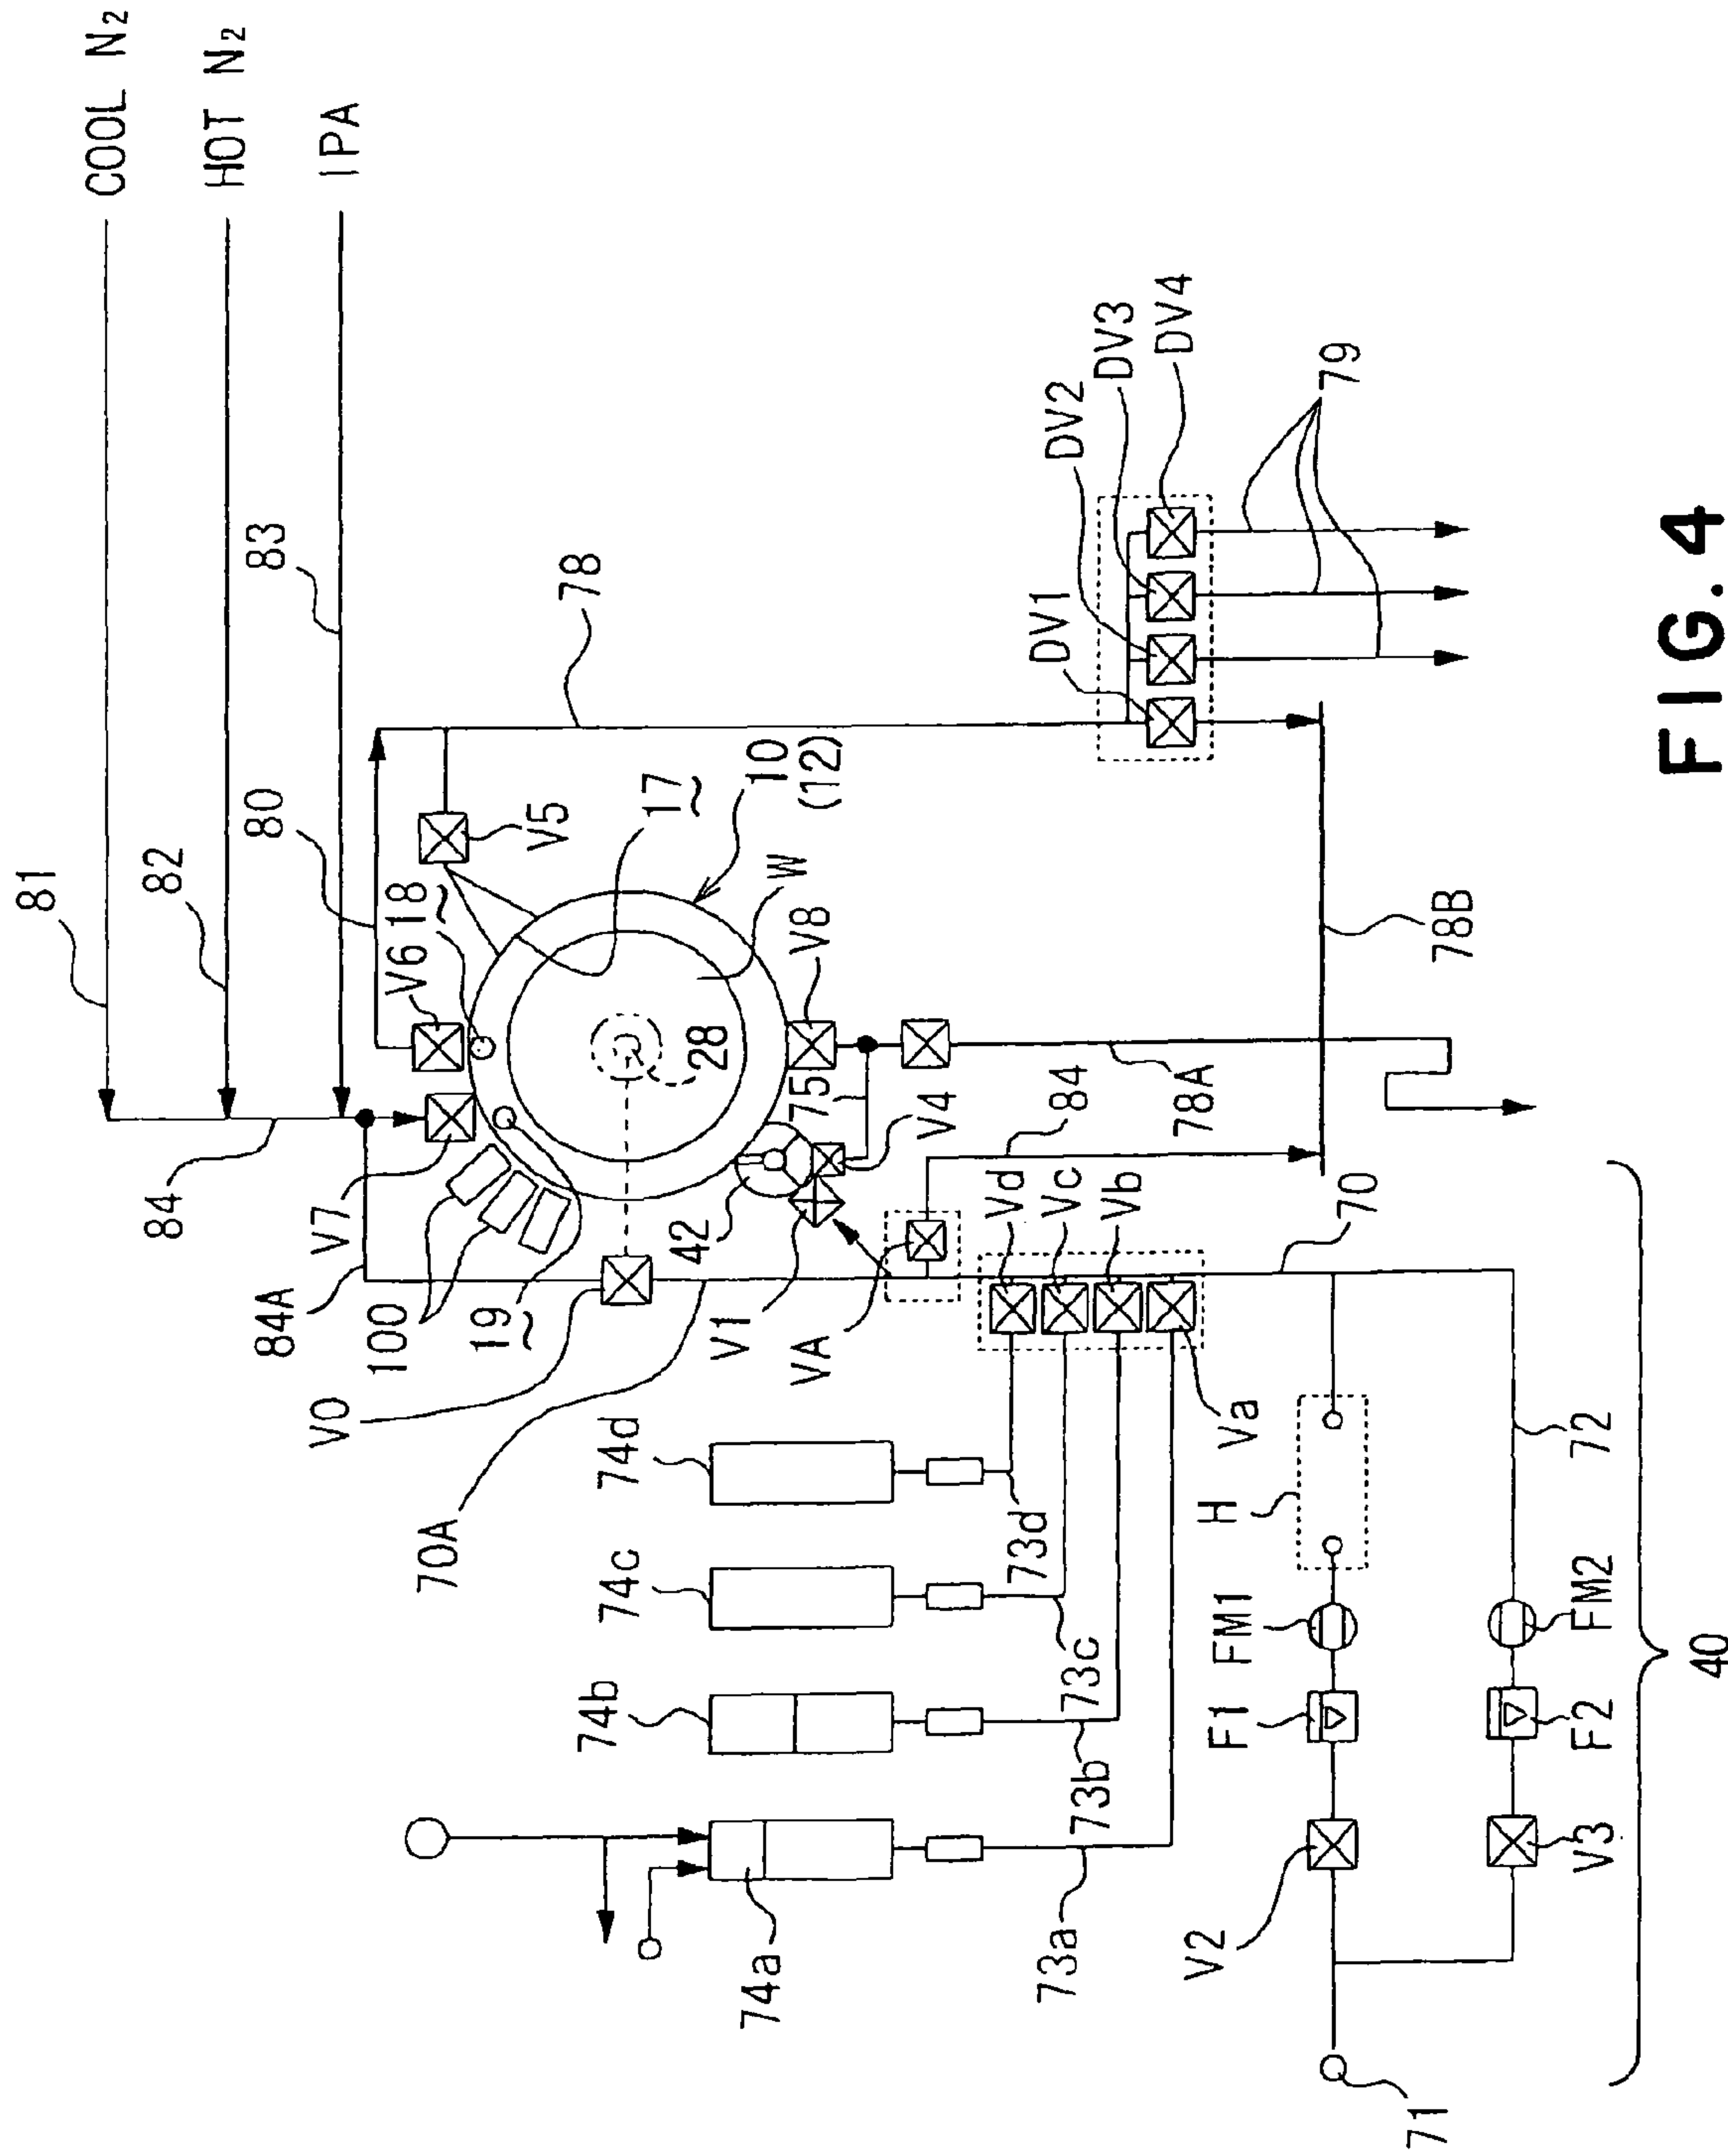 COOL N2
HOT N2
IPA
81
82
83
80
84
V6
18
V5
78
V7
84A
100
19
V0
17
10
(12)
W
V8
28
75
V4
42
V1
VA
84
78A
78B
DV1
DV2
DV3
DV4
79
70A
Vd
Vc
Vb
Va
70
74d
74c
74b
74a
73d
73c
73b
73a
H
FM1
F1
V2
72
FM2
F2
V3
71
40
FIG. 4